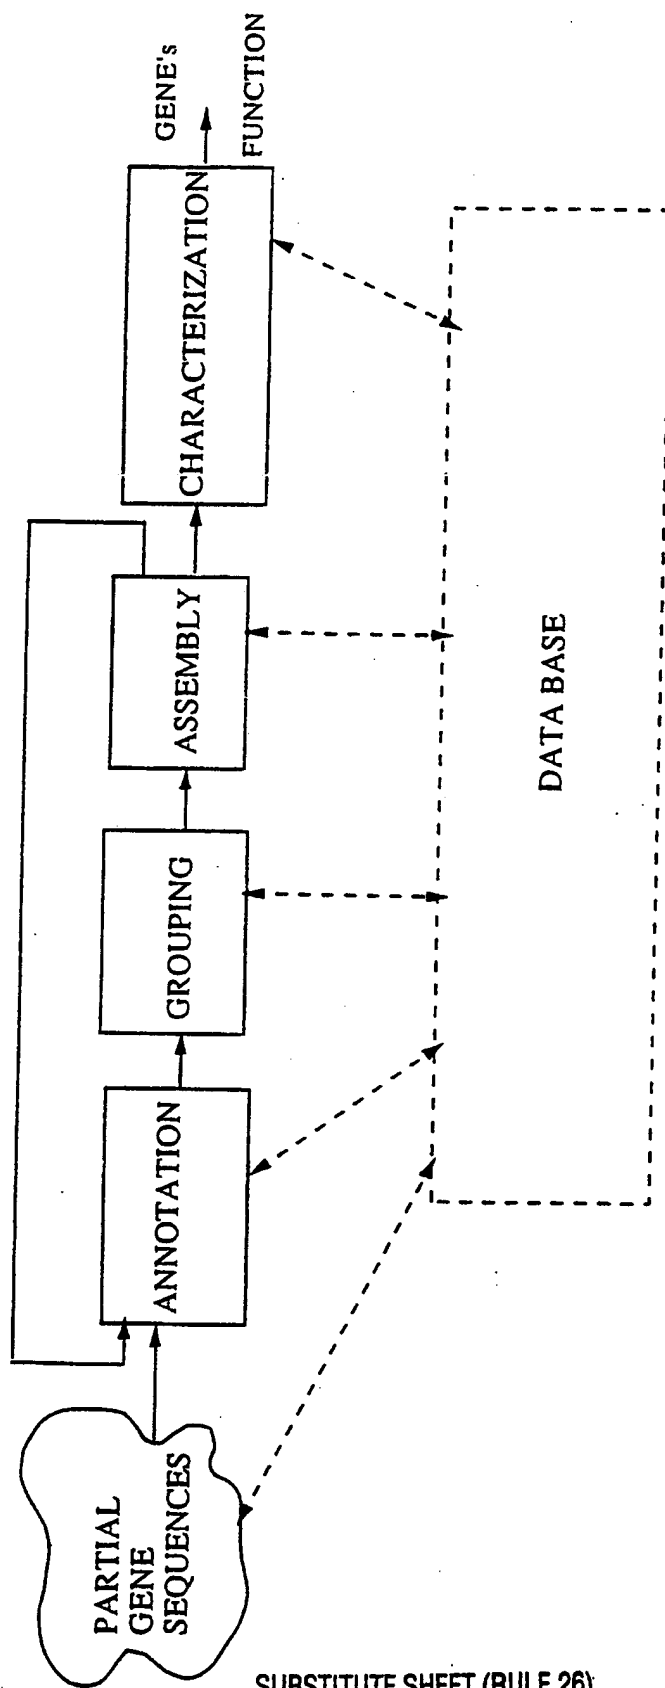 PARTIAL
GENE
SEQUENCES
ANNOTATION
GROUPING
ASSEMBLY
CHARACTERIZATION
GENE's
FUNCTION
DATA BASE
SUBSTITUTE SHEET (RULE 26)